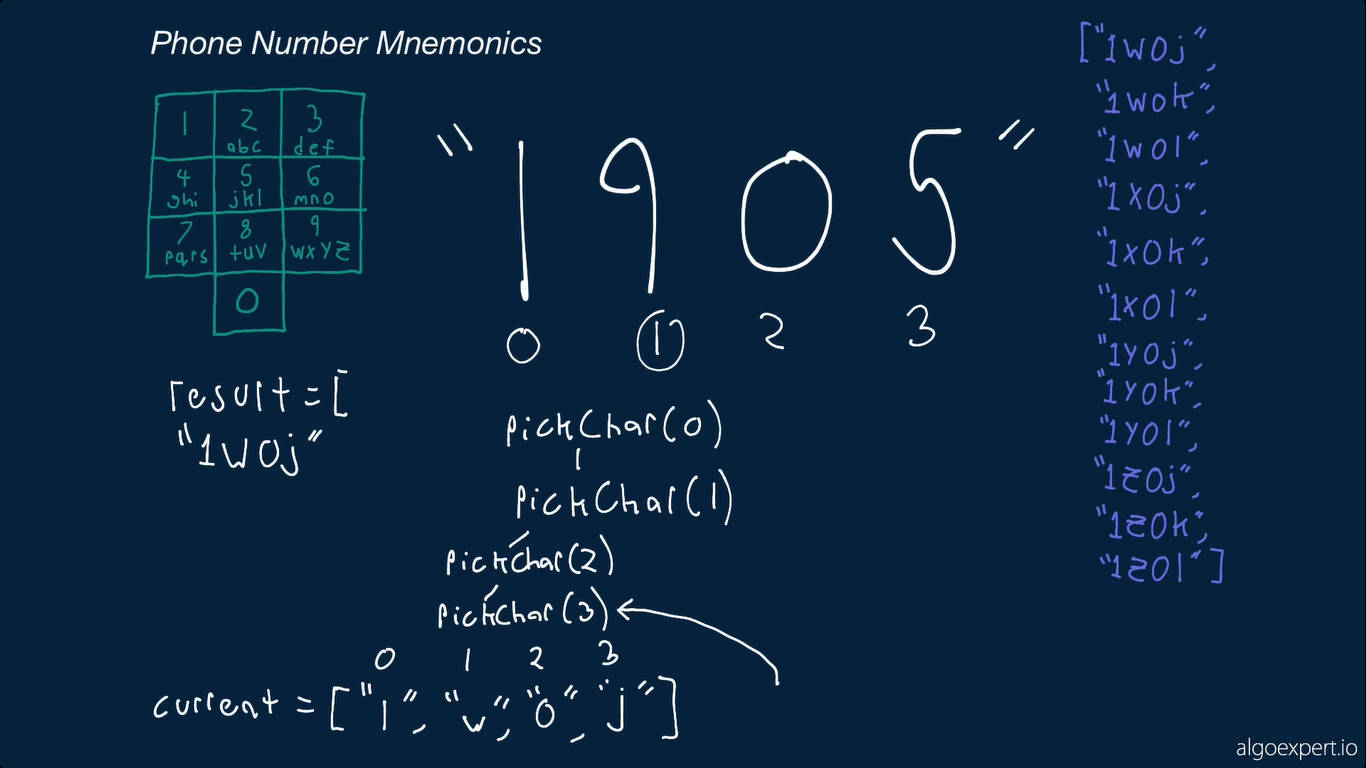 Phone Number Mnemonics
1 2 3
abc def
4 5 6
ghi jkl mno
7 8 9
pqrs tuv wxyz
0
"1905"
0 1 2 3
result = [
"1w0j"
pickChar(0)
pickChar(1)
pickChar(2)
pickChar(3)
0 1 2 3
current = ["1", "w", "0", "j"]
["1w0j",
"1w0k",
"1w0l",
"1x0j",
"1x0k",
"1x0l",
"1y0j",
"1y0k",
"1y0l",
"1z0j",
"1z0k",
"1z0l"]
algoexpert.io